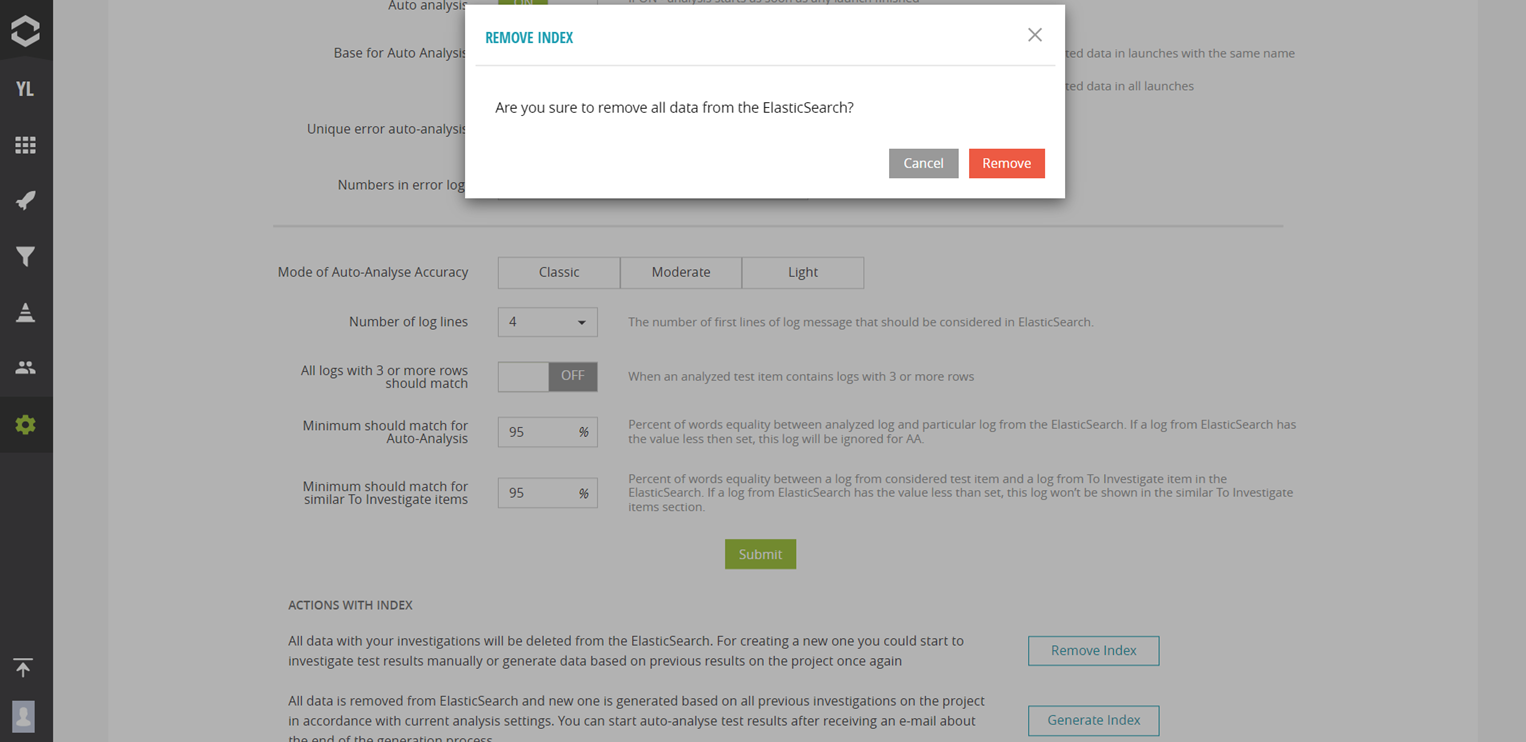 Auto analysis
ON
REMOVE INDEX
Base for Auto Analysis
ted data in launches with the same name
ted data in all launches
Are you sure to remove all data from the ElasticSearch?
Unique error auto-analysis
Cancel
Remove
Numbers in error log
YL
Mode of Auto-Analyse Accuracy
Classic
Moderate
Light
Number of log lines
4
The number of first lines of log message that should be considered in ElasticSearch.
All logs with 3 or more rows
should match
OFF
When an analyzed test item contains logs with 3 or more rows
Minimum should match for
Auto-Analysis
95 %
Percent of words equality between analyzed log and particular log from the ElasticSearch. If a log from ElasticSearch has
the value less then set, this log will be ignored for AA.
Minimum should match for
similar To Investigate items
95 %
Percent of words equality between a log from considered test item and a log from To Investigate item in the
ElasticSearch. If a log from ElasticSearch has the value less than set, this log won't be shown in the similar To Investigate
items section.
Submit
ACTIONS WITH INDEX
All data with your investigations will be deleted from the ElasticSearch. For creating a new one you could start to
investigate test results manually or generate data based on previous results on the project once again
Remove Index
All data is removed from ElasticSearch and new one is generated based on all previous investigations on the project
in accordance with current analysis settings. You can start auto-analyse test results after receiving an e-mail about
the end of the generation process
Generate Index